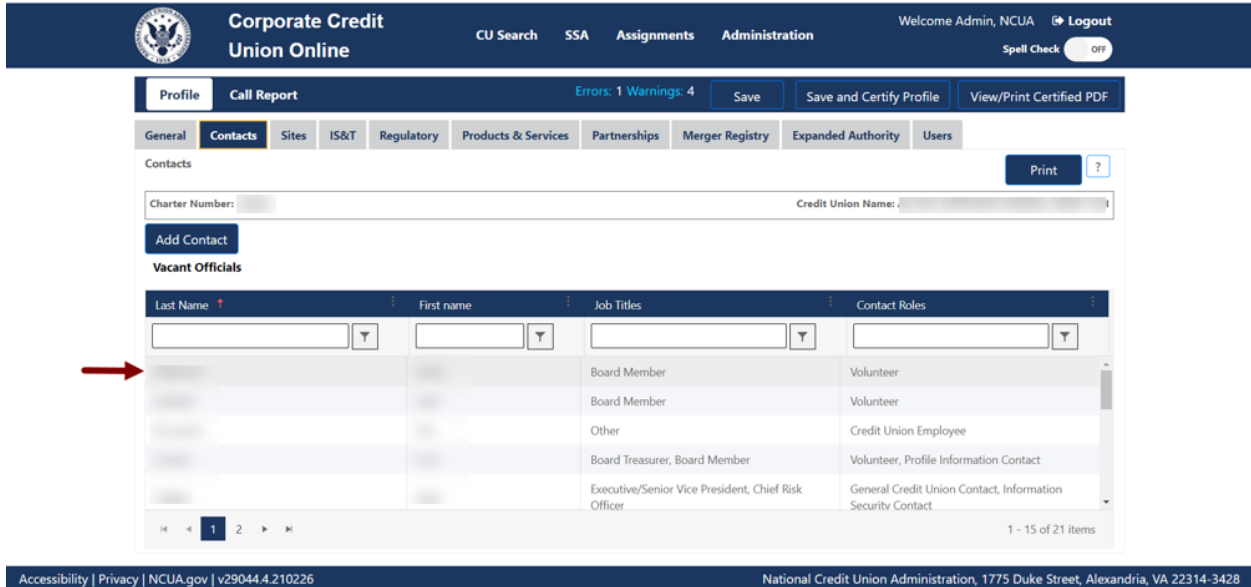 Corporate Credit
Union Online
CU Search SSA Assignments Administration
Welcome Admin, NCUA Logout
Spell Check OFF
Profile Call Report Errors: 1 Warnings: 4 Save Save and Certify Profile View/Print Certified PDF
General Contacts Sites IS&T Regulatory Products & Services Partnerships Merger Registry Expanded Authority Users
Contacts
Print ?
Charter Number: Credit Union Name:
Add Contact
Vacant Officials
Last Name ↑ First name Job Titles Contact Roles
Board Member Volunteer
Board Member Volunteer
Other Credit Union Employee
Board Treasurer, Board Member Volunteer, Profile Information Contact
Executive/Senior Vice President, Chief Risk General Credit Union Contact, Information
Officer Security Contact
1 2 1 - 15 of 21 items
Accessibility | Privacy | NCUA.gov | v29044.4.210226 National Credit Union Administration, 1775 Duke Street, Alexandria, VA 22314-3428